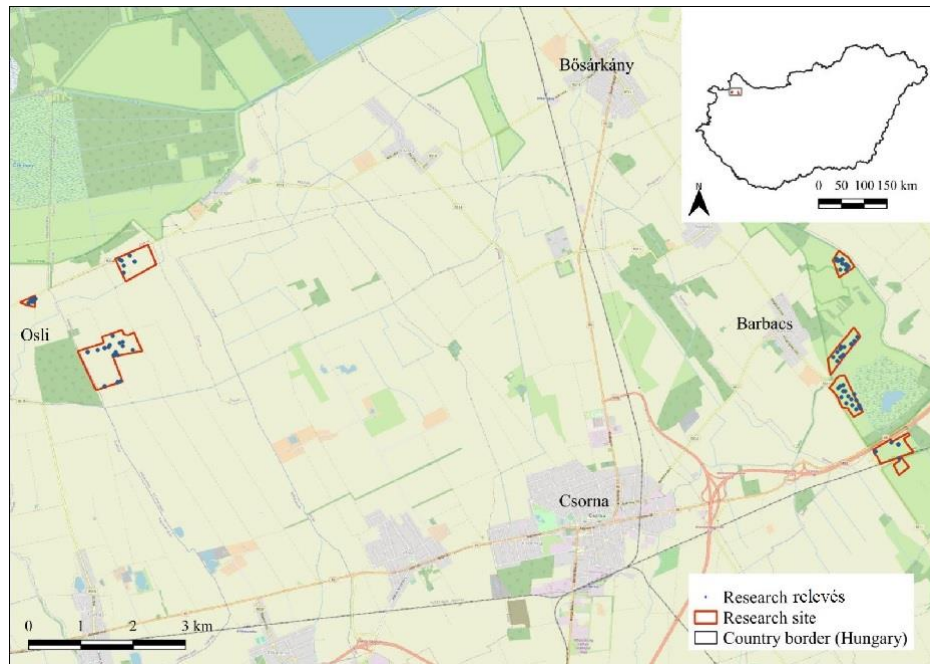 Bősárkány
N
0 50 100 150 km
Osli
Barbacs
Csorna
Research relevés
Research site
Country border (Hungary)
0 1 2 3 km